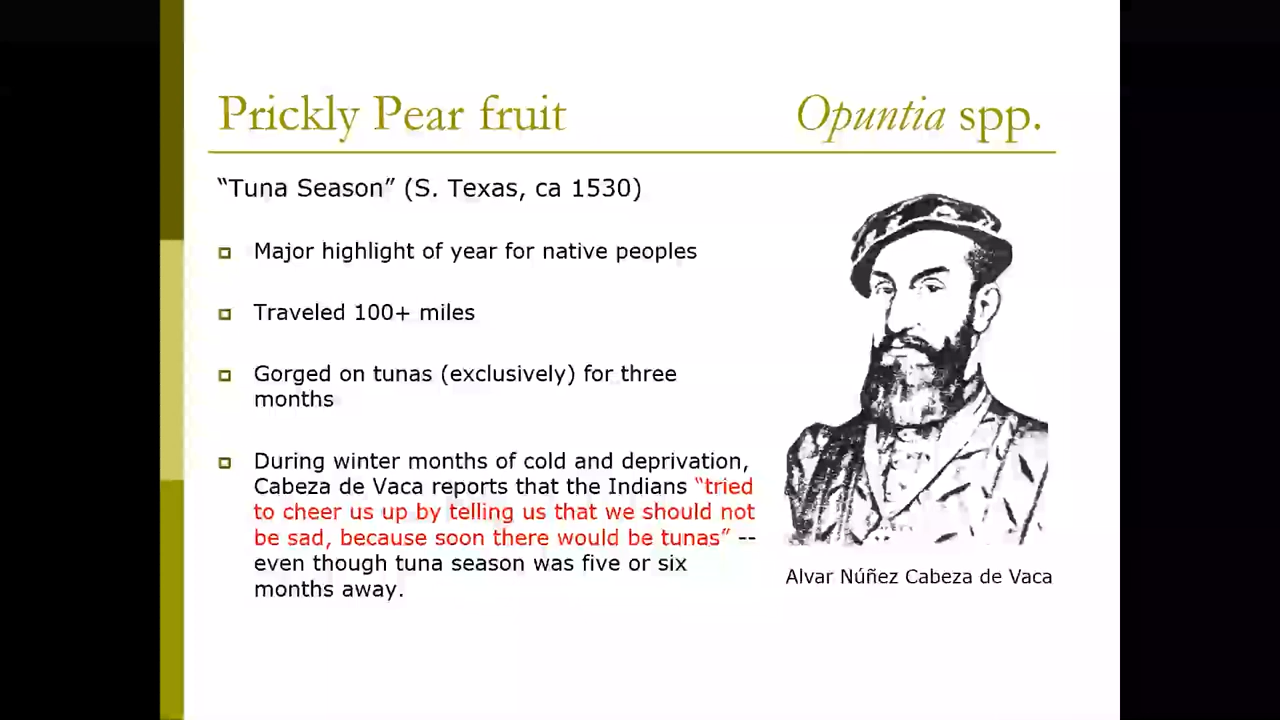 Prickly Pear fruit Opuntia spp.
“Tuna Season” (S. Texas, ca 1530)
Major highlight of year for native peoples
Traveled 100+ miles
Gorged on tunas (exclusively) for three
months
During winter months of cold and deprivation,
Cabeza de Vaca reports that the Indians “tried
to cheer us up by telling us that we should not
be sad, because soon there would be tunas” --
even though tuna season was five or six
months away.
Alvar Núñez Cabeza de Vaca